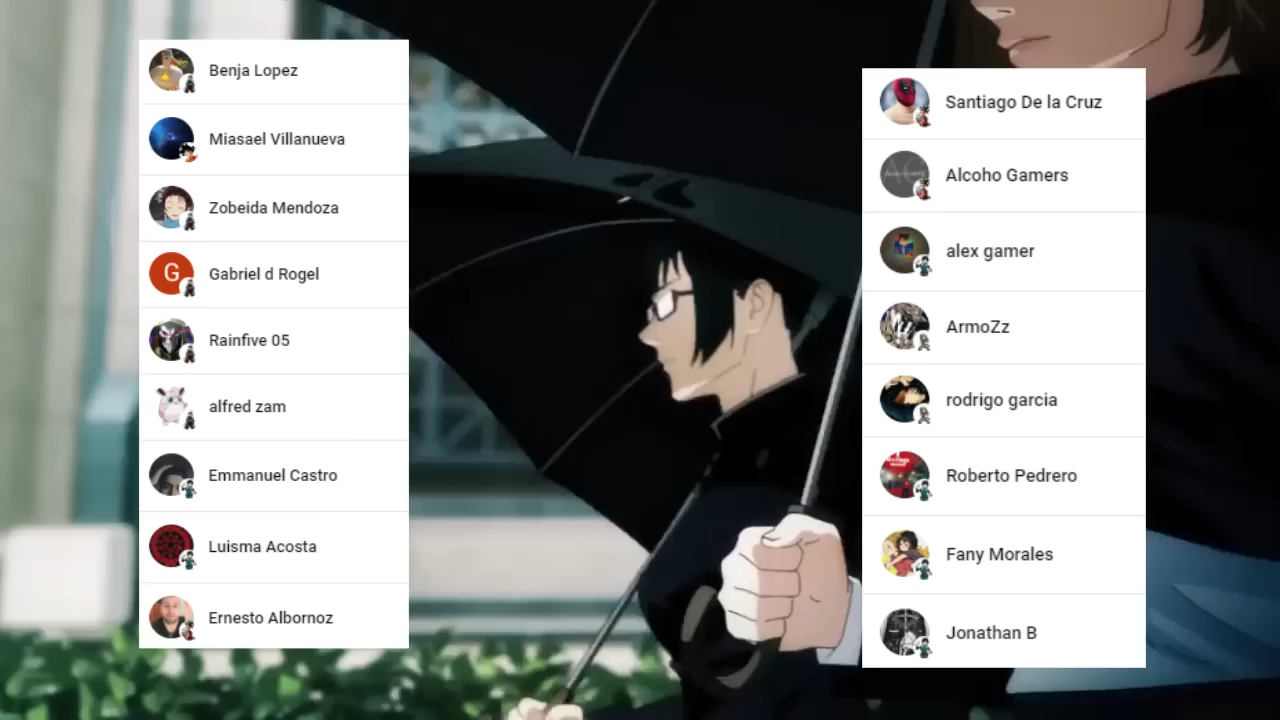 Benja Lopez
Miasael Villanueva
Zobeida Mendoza
G
Gabriel d Rogel
Rainfive 05
alfred zam
Emmanuel Castro
Luisma Acosta
Ernesto Albornoz
Santiago De la Cruz
Alcoho Gamers
alex gamer
ArmoZz
rodrigo garcia
Roberto Pedrero
Fany Morales
Jonathan B